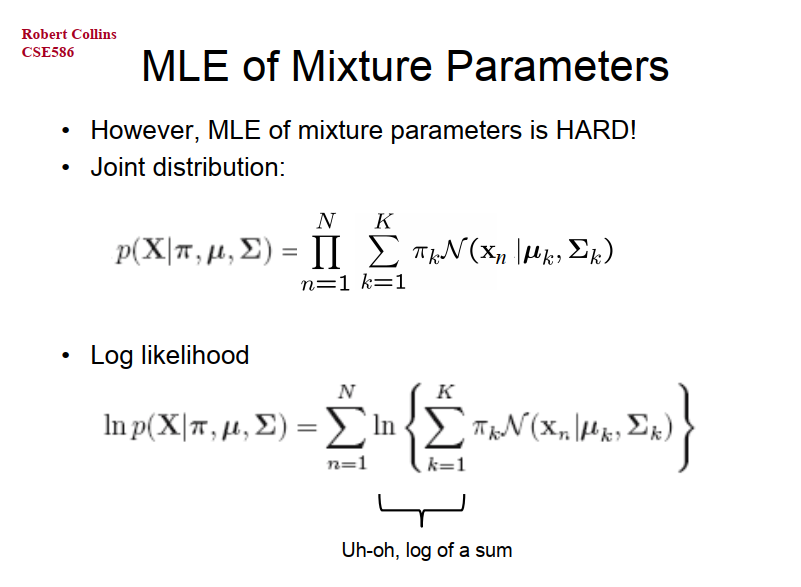 Robert Collins
CSE586
MLE of Mixture Parameters
• However, MLE of mixture parameters is HARD!
• Joint distribution:
p(X|π, μ, Σ) = ∏_{n=1}^{N} ∑_{k=1}^{K} π_k 𝒩(x_n |μ_k, Σ_k)
• Log likelihood
ln p(X|π, μ, Σ) = ∑_{n=1}^{N} ln { ∑_{k=1}^{K} π_k 𝒩(x_n|μ_k, Σ_k) }
Uh-oh, log of a sum